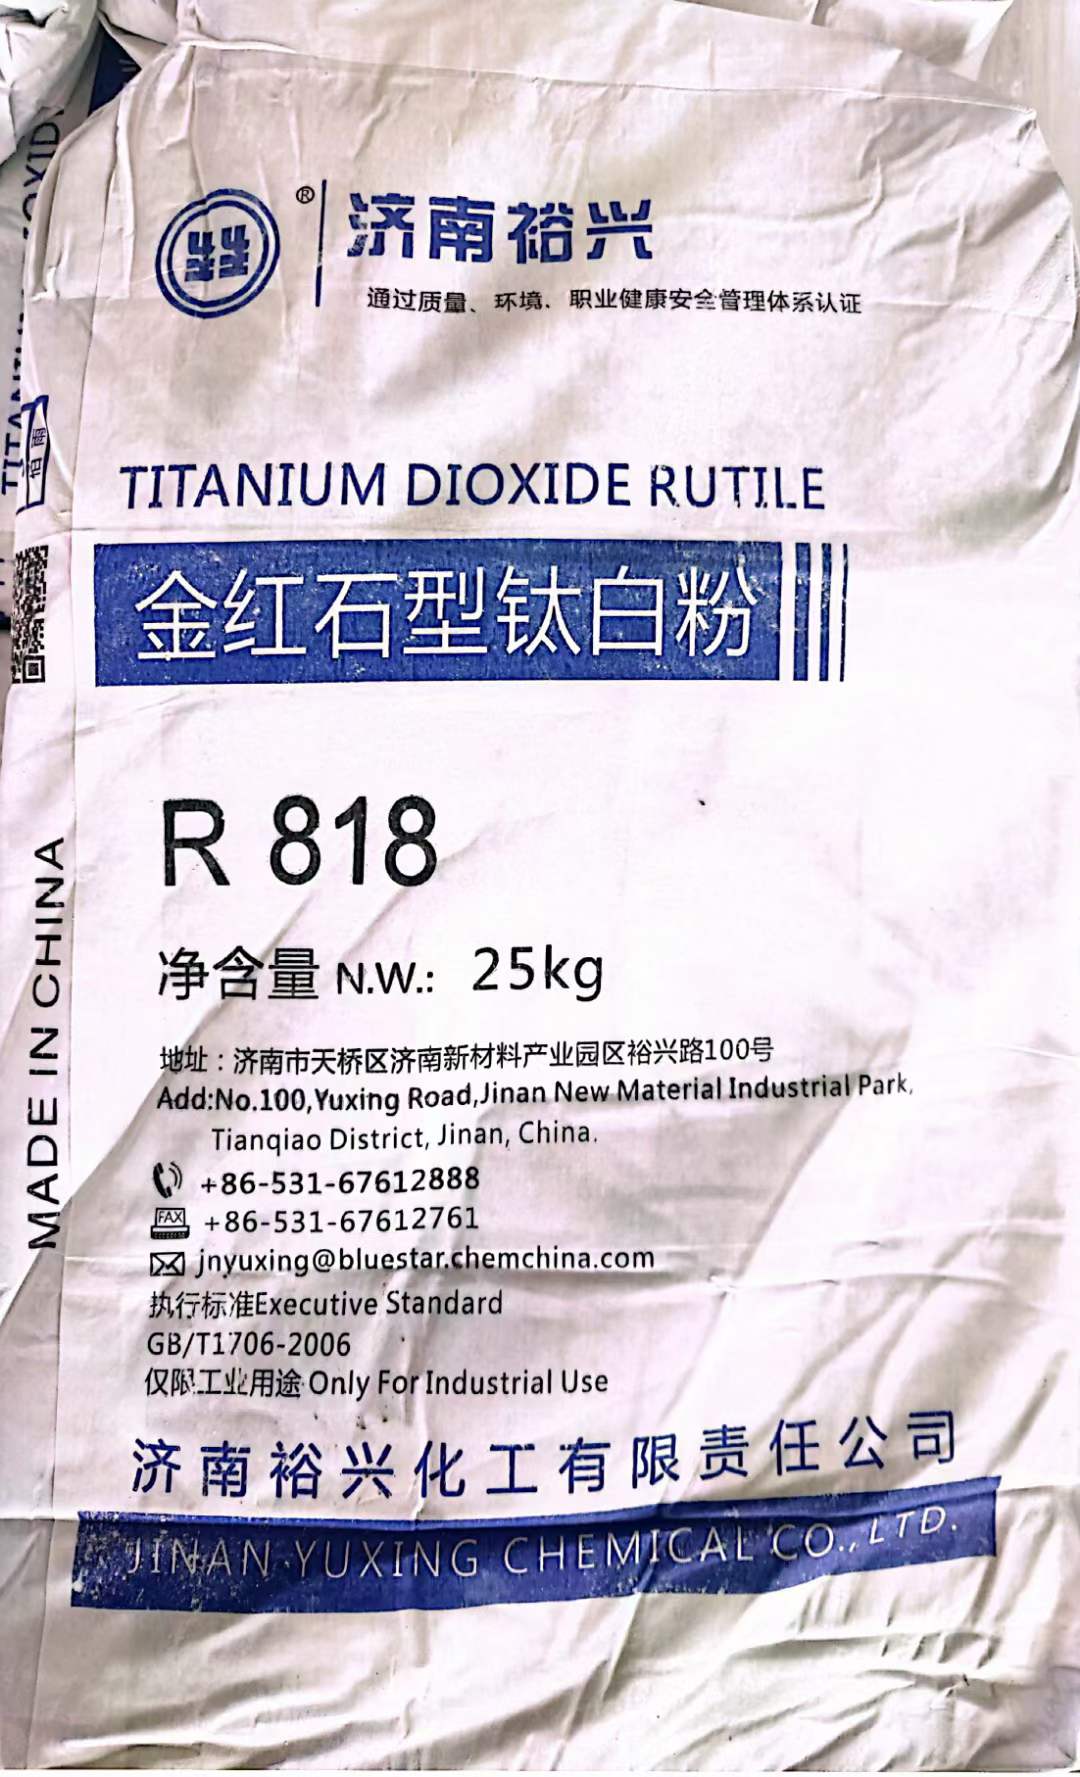 ® 济南裕兴
通过质量、环境、职业健康安全管理体系认证
TITANIUM DIOXIDE RUTILE
金红石型钛白粉
R 818
净含量 N.W.: 25kg
地址：济南市天桥区济南新材料产业园区裕兴路100号
Add:No.100,Yuxing Road,Jinan New Material Industrial Park,
Tianqiao District, Jinan, China.
+86-531-67612888
FAX +86-531-67612761
jnyuxing@bluestar.chemchina.com
执行标准Executive Standard
GB/T1706-2006
仅限工业用途 Only For Industrial Use
济南裕兴化工有限责任公司
JINAN YUXING CHEMICAL CO., LTD.
MADE IN CHINA